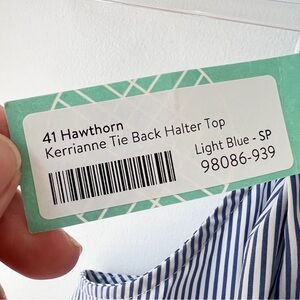 41 Hawthorn
Kerrianne Tie Back Halter Top
Light Blue - SP
98086-939